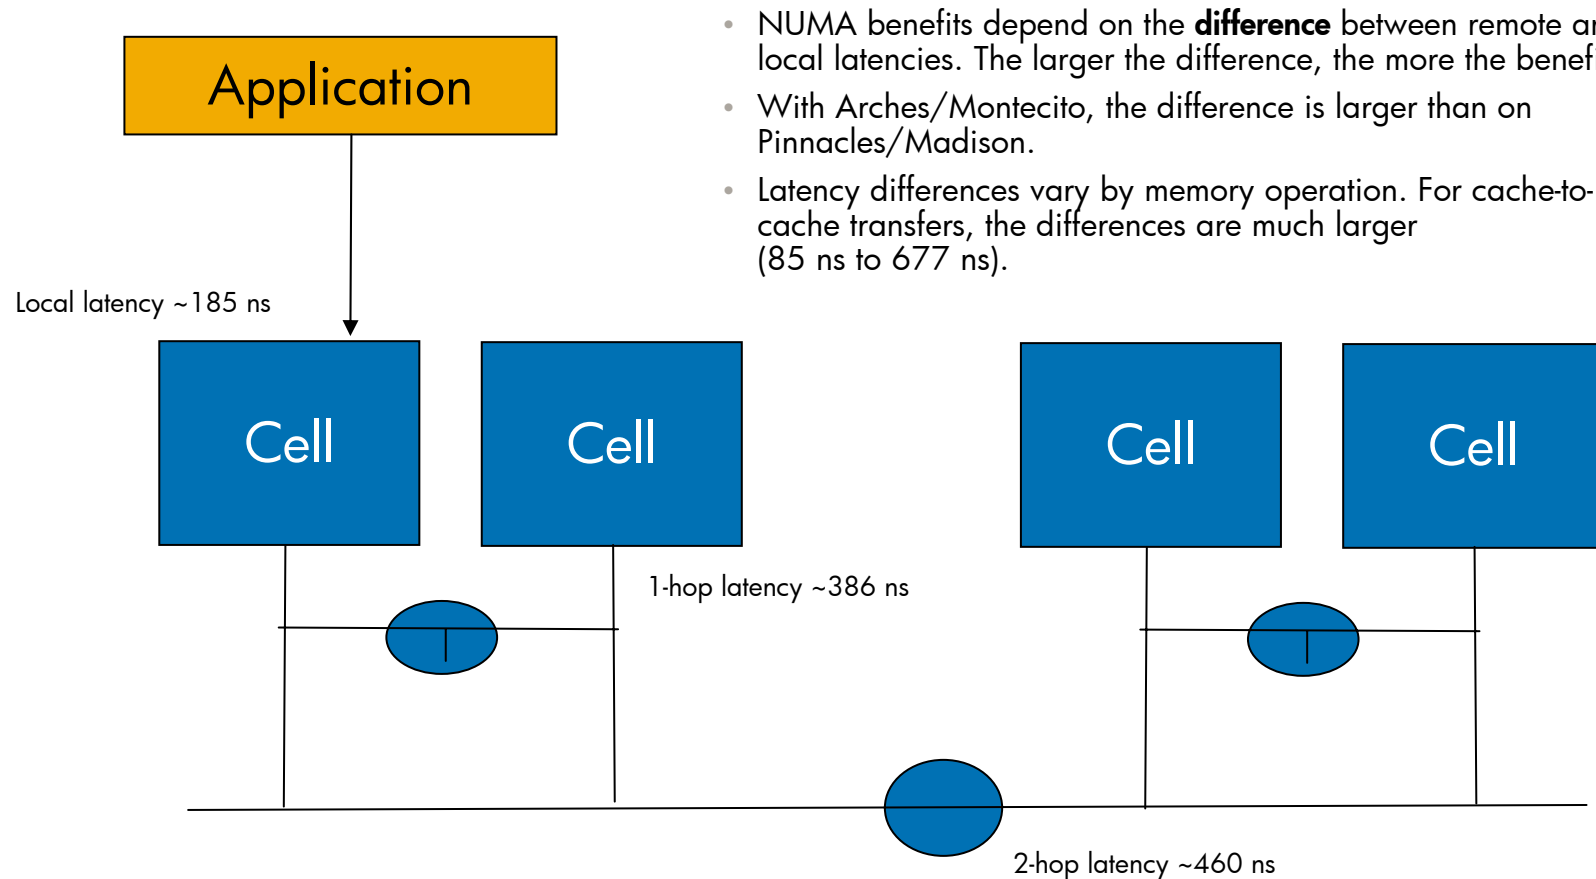 • NUMA benefits depend on the difference between remote
local latencies. The larger the difference, the more the
• With Arches/Montecito, the difference is larger than on
Pinnacles/Madison.
• Latency differences vary by memory operation. For cache-to-
cache transfers, the differences are much larger
(85 ns to 677 ns).
Application
Local latency ~185 ns
Cell
Cell
Cell
Cell
1-hop latency ~386 ns
2-hop latency ~460 ns